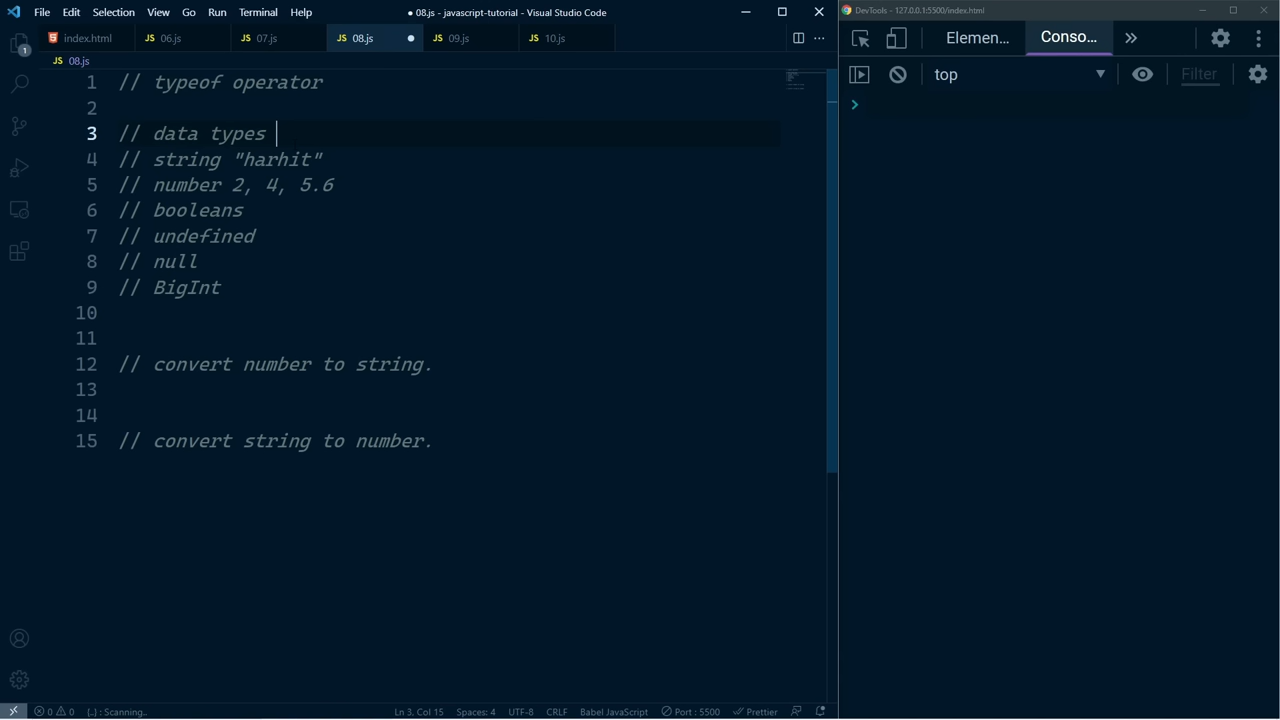 File Edit Selection View Go Run Terminal Help
● 08.js - javascript-tutorial - Visual Studio Code
DevTools - 127.0.0.1:5500/index.html
index.html
JS 06.js
JS 07.js
JS 08.js
JS 09.js
JS 10.js
Elemen...
Conso...
JS 08.js
top
Filter
1 // typeof operator
2
3 // data types
4 // string "harhit"
5 // number 2, 4, 5.6
6 // booleans
7 // undefined
8 // null
9 // BigInt
10
11
12 // convert number to string.
13
14
15 // convert string to number.
1
0 0 {..} : Scanning..
Ln 3, Col 15 Spaces: 4 UTF-8 CRLF Babel JavaScript Port : 5500 Prettier